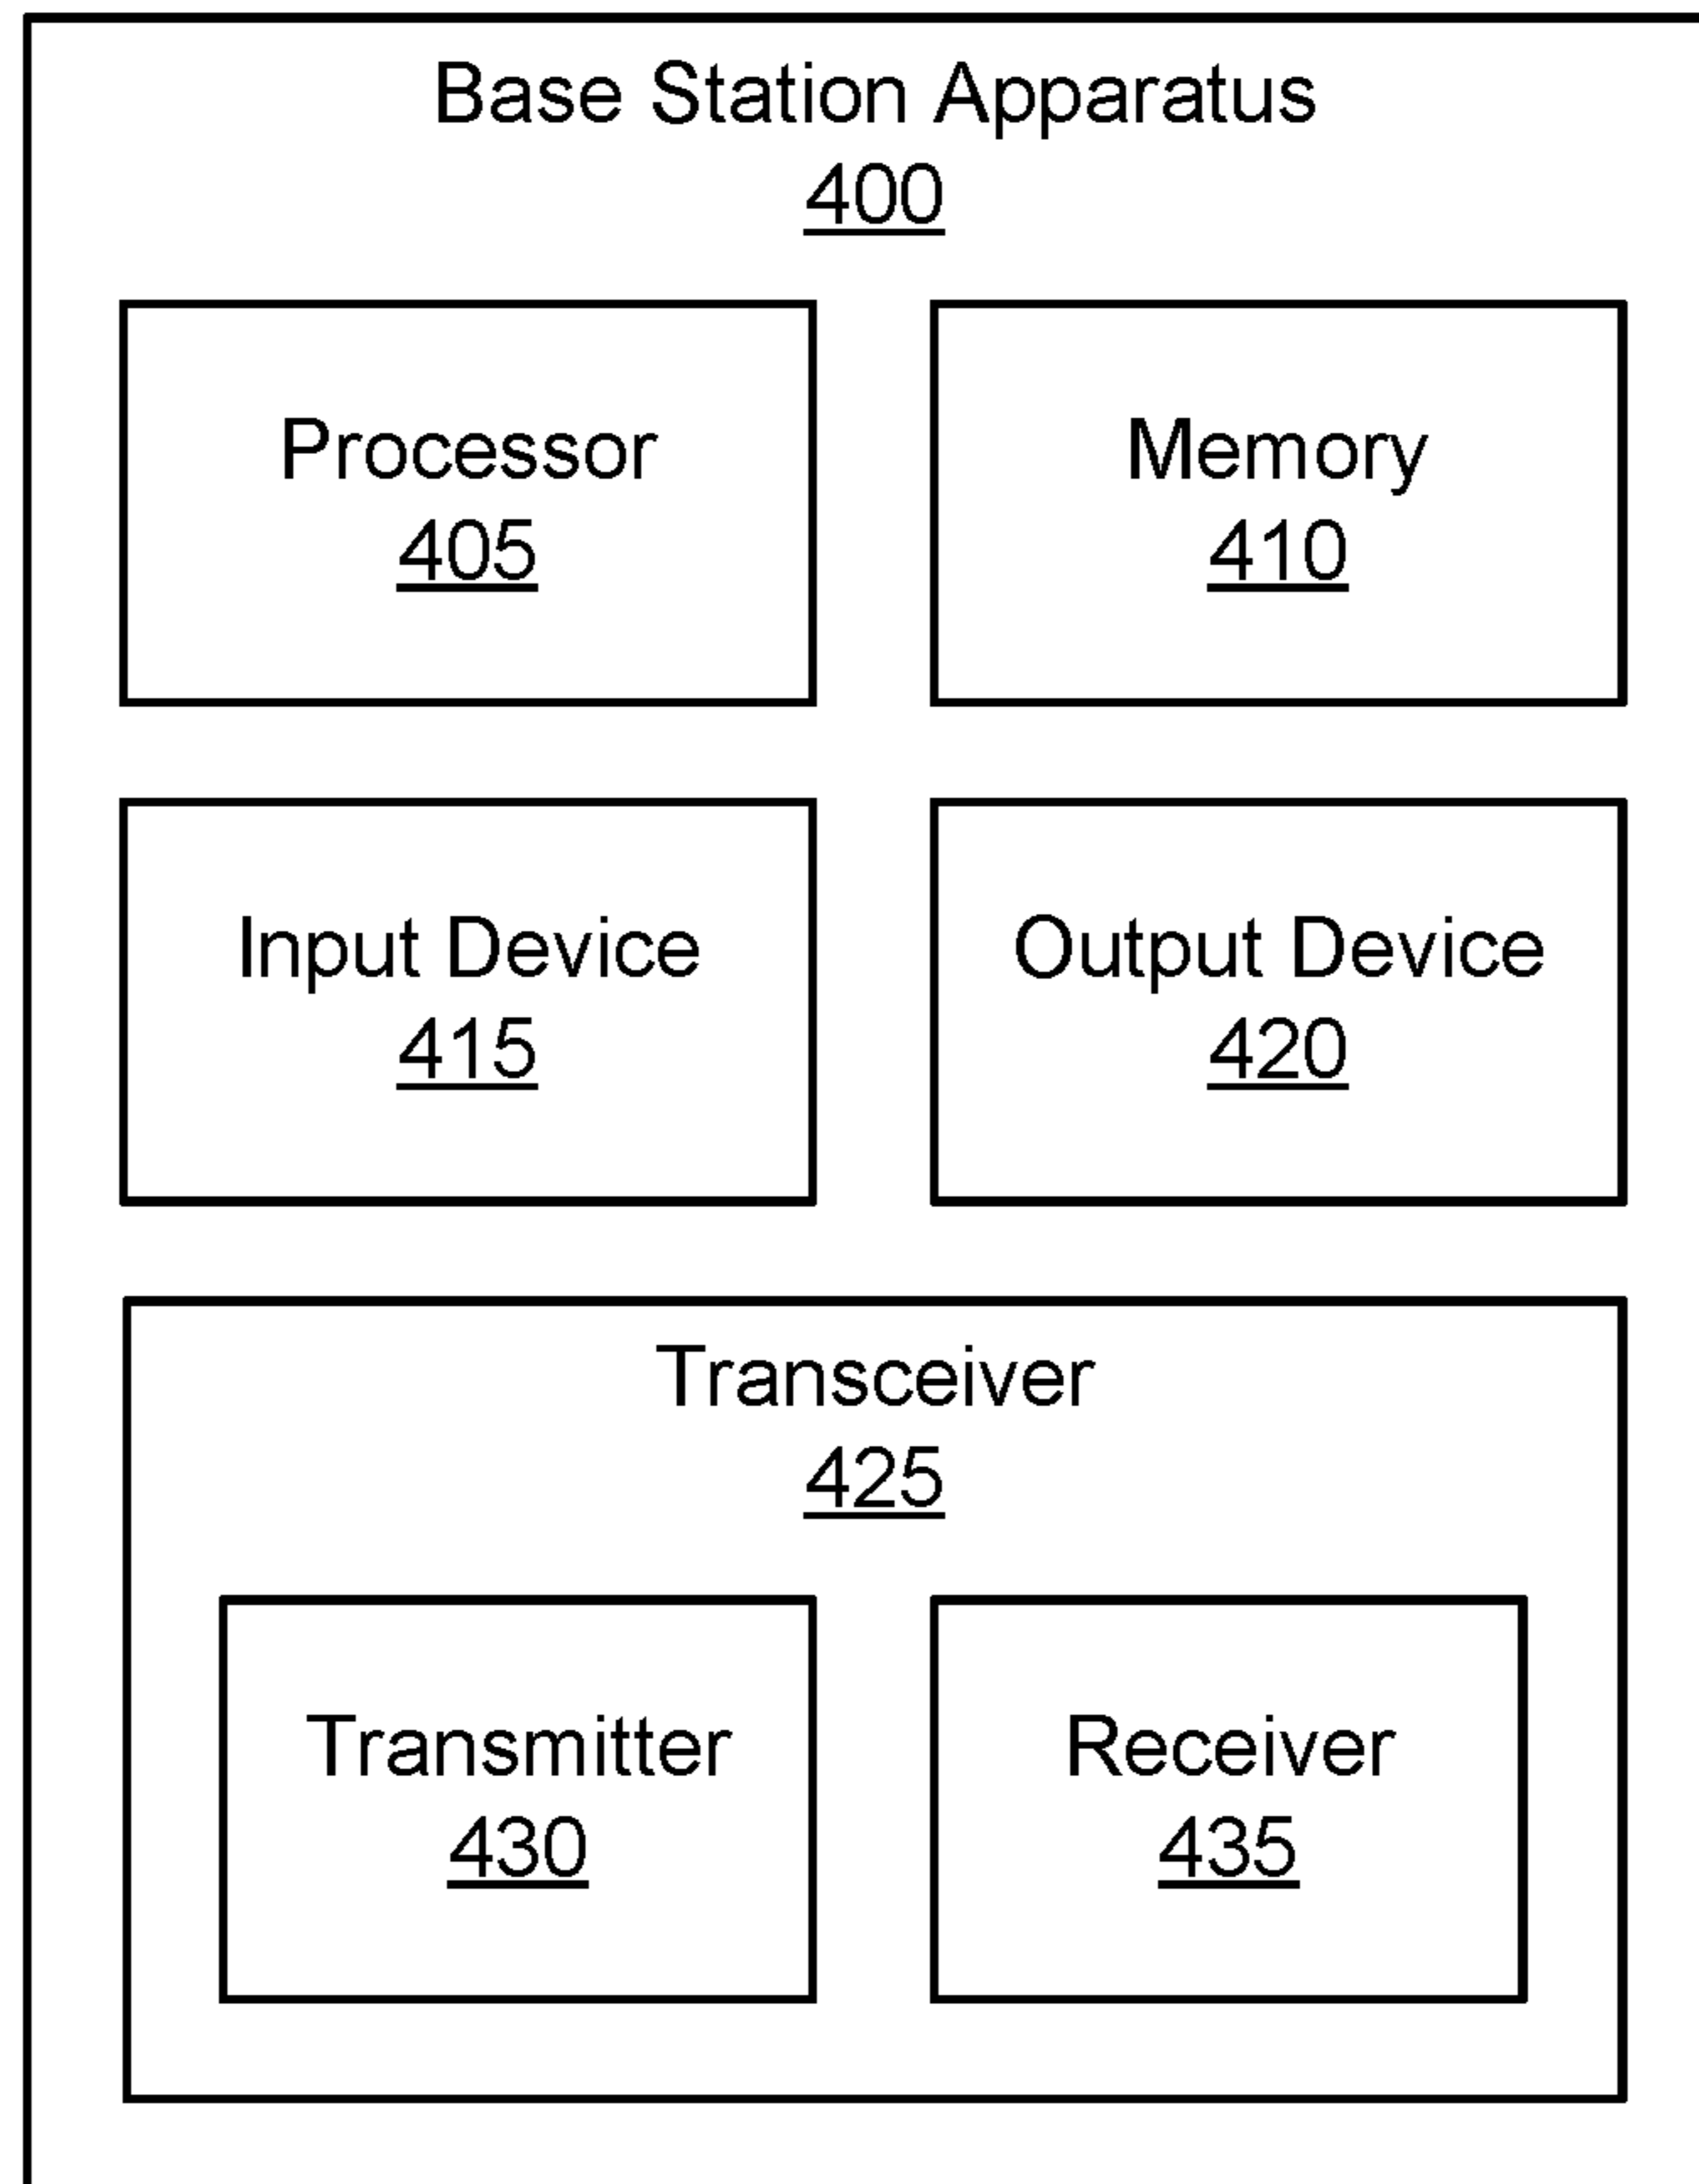 Base Station Apparatus
400
Processor
405
Memory
410
Input Device
415
Output Device
420
Transceiver
425
Transmitter
430
Receiver
435